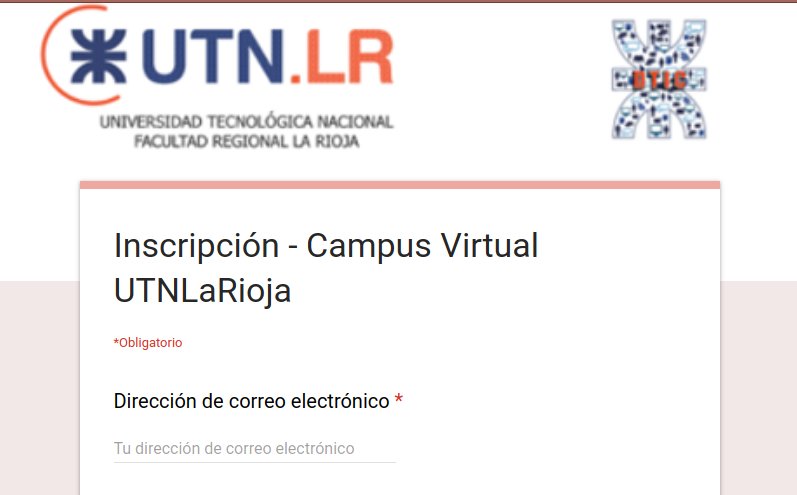 UTN.LR
DTIC
UNIVERSIDAD TECNOLÓGICA NACIONAL
FACULTAD REGIONAL LA RIOJA
Inscripción - Campus Virtual
UTNLaRioja
*Obligatorio
Dirección de correo electrónico *
Tu dirección de correo electrónico